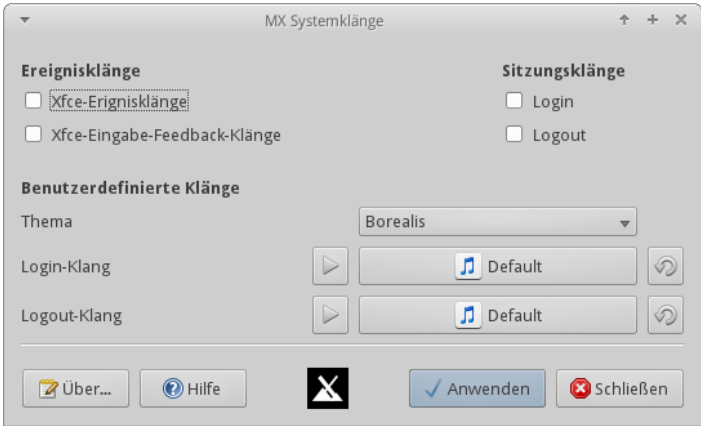 MX Systemklänge
Ereignisklänge
Sitzungsklänge
Xfce-Erignisklänge
Login
Xfce-Eingabe-Feedback-Klänge
Logout
Benutzerdefinierte Klänge
Thema
Borealis
Login-Klang
Default
Logout-Klang
Default
Über...
Hilfe
Anwenden
Schließen